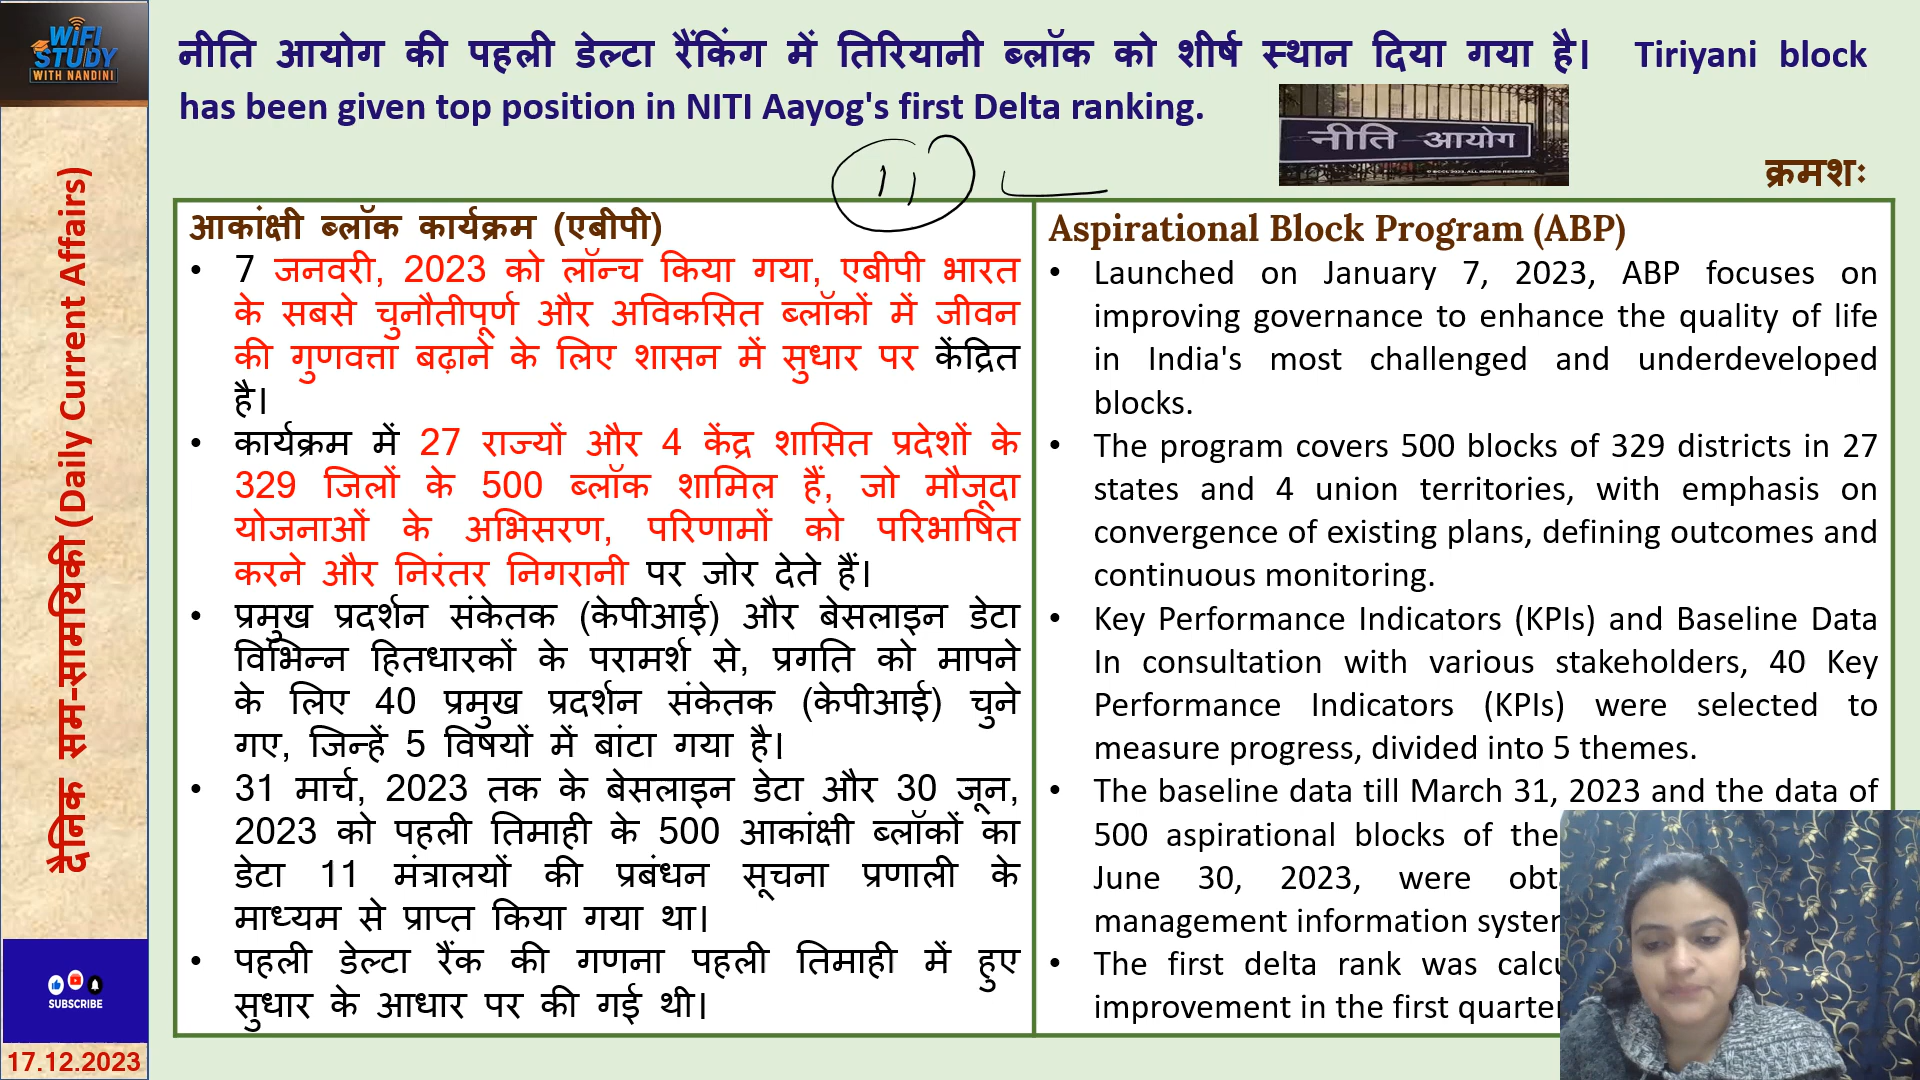 WiFi
STUDY
WITH NANDINI
नीति आयोग की पहली डेल्टा रैंकिंग में तिरियानी ब्लॉक को शीर्ष स्थान दिया गया है। Tiriyani block
has been given top position in NITI Aayog's first Delta ranking.
नीति आयोग
क्रमशः
11
दैनिक सम-सामयिकी (Daily Current Affairs)
आकांक्षी ब्लॉक कार्यक्रम (एबीपी)
• 7 जनवरी, 2023 को लॉन्च किया गया, एबीपी भारत
के सबसे चुनौतीपूर्ण और अविकसित ब्लॉकों में जीवन
की गुणवत्ता बढ़ाने के लिए शासन में सुधार पर केंद्रित
है।
• कार्यक्रम में 27 राज्यों और 4 केंद्र शासित प्रदेशों के
329 जिलों के 500 ब्लॉक शामिल हैं, जो मौजूदा
योजनाओं के अभिसरण, परिणामों को परिभाषित
करने और निरंतर निगरानी पर जोर देते हैं।
• प्रमुख प्रदर्शन संकेतक (केपीआई) और बेसलाइन डेटा
विभिन्न हितधारकों के परामर्श से, प्रगति को मापने
के लिए 40 प्रमुख प्रदर्शन संकेतक (केपीआई) चुने
गए, जिन्हें 5 विषयों में बांटा गया है।
• 31 मार्च, 2023 तक के बेसलाइन डेटा और 30 जून,
2023 को पहली तिमाही के 500 आकांक्षी ब्लॉकों का
डेटा 11 मंत्रालयों की प्रबंधन सूचना प्रणाली के
माध्यम से प्राप्त किया गया था।
• पहली डेल्टा रैंक की गणना पहली तिमाही में हुए
सुधार के आधार पर की गई थी।
Aspirational Block Program (ABP)
• Launched on January 7, 2023, ABP focuses on
improving governance to enhance the quality of life
in India's most challenged and underdeveloped
blocks.
• The program covers 500 blocks of 329 districts in 27
states and 4 union territories, with emphasis on
convergence of existing plans, defining outcomes and
continuous monitoring.
• Key Performance Indicators (KPIs) and Baseline Data
In consultation with various stakeholders, 40 Key
Performance Indicators (KPIs) were selected to
measure progress, divided into 5 themes.
• The baseline data till March 31, 2023 and the data of
500 aspirational blocks of the
June 30, 2023, were
management information
• The first delta rank was
improvement in the first
SUBSCRIBE
17.12.2023